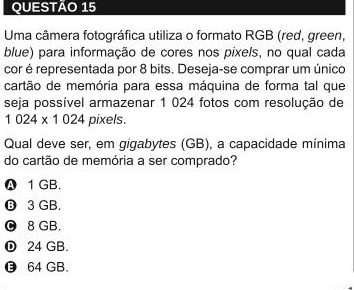 QUESTÃO 15
Uma câmera fotográfica utiliza o formato RGB (red, green,
blue) para informação de cores nos pixels, no qual cada
cor é representada por 8 bits. Deseja-se comprar um único
cartão de memória para essa máquina de forma tal que
seja possível armazenar 1 024 fotos com resolução de
1 024 x 1 024 pixels.
Qual deve ser, em gigabytes (GB), a capacidade mínima
do cartão de memória a ser comprado?
A 1 GB.
B 3 GB.
C 8 GB.
D 24 GB.
E 64 GB.